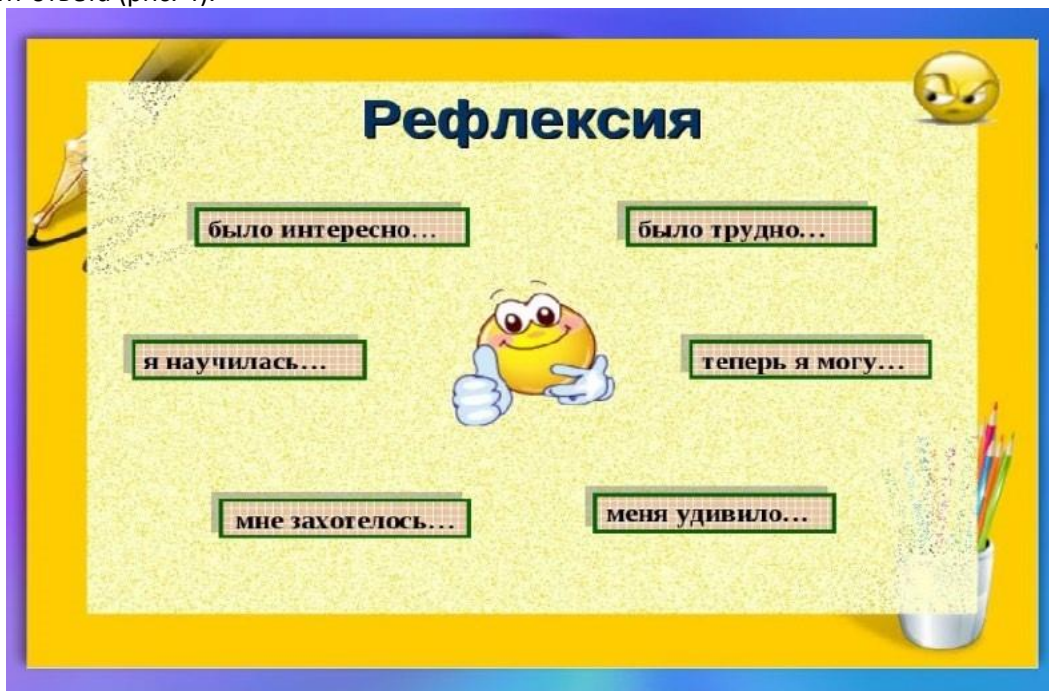 Рефлексия
было интересно…
было трудно…
я научилась…
теперь я могу…
мне захотелось…
меня удивило…